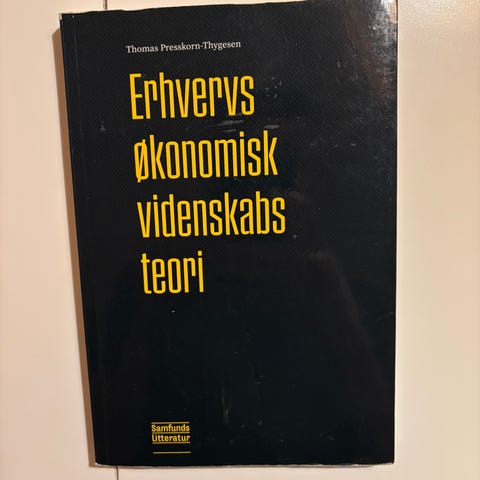 Thomas Presskorn-Thygesen
Erhvervs
økonomisk
videnskabs
teori
Samfunds
litteratur